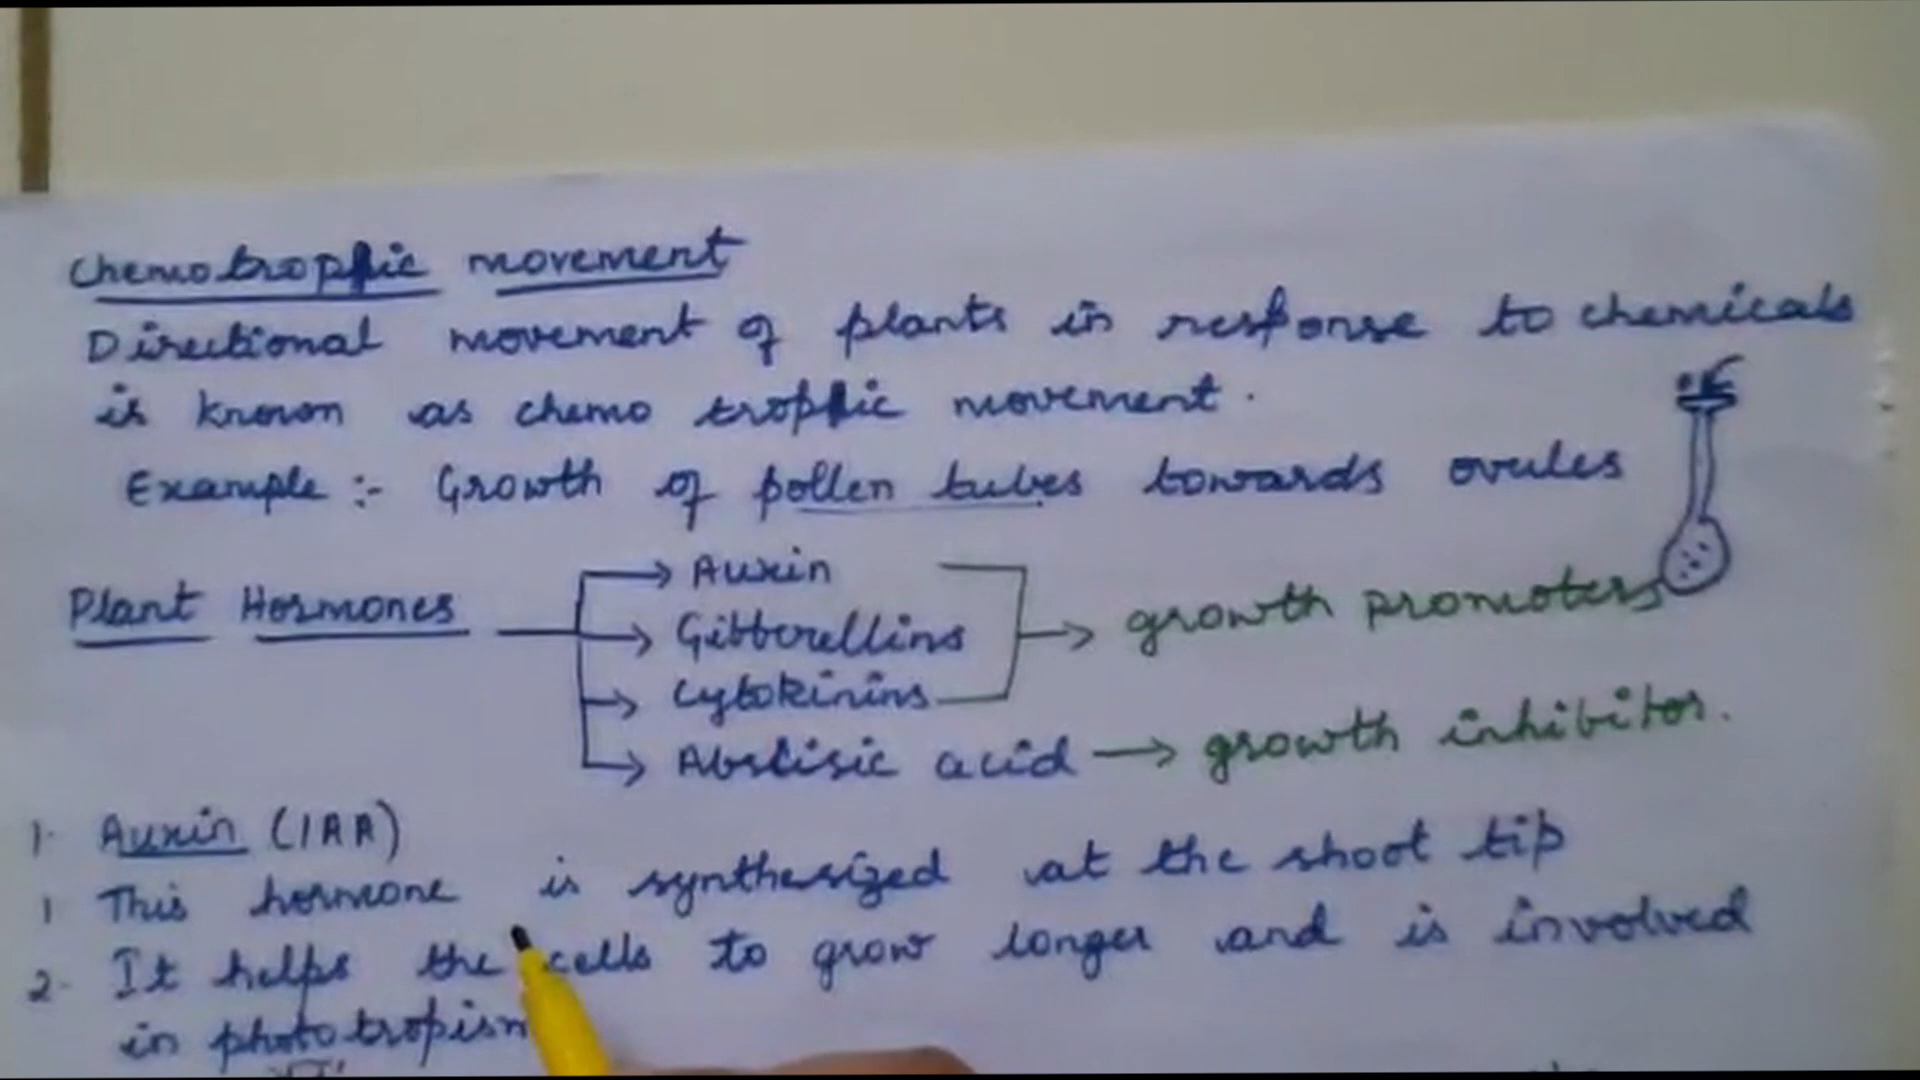 Chemotrophic movement
Directional movement of plants in response to chemicals
is known as chemo trophic movement.
Example :- Growth of pollen tubes towards ovules
Plant Hormones
Auxin
Gibberellins
Cytokinins
growth promoters
Abscisic acid → growth inhibitor.
1. Auxin (IAA)
1 This hormone is synthesized at the shoot tip
2. It helps the cells to grow longer and is involved
in phototropism